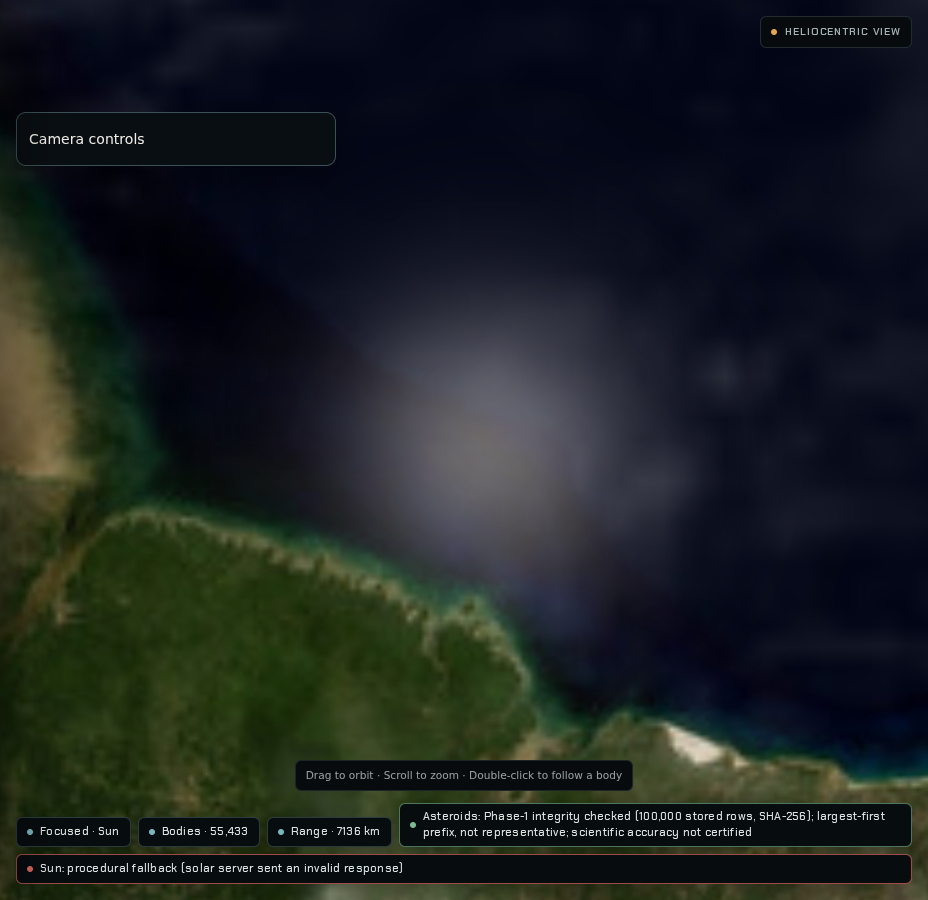 HELIOCENTRIC VIEW
Camera controls
Drag to orbit · Scroll to zoom · Double-click to follow a body
Focused · Sun
Bodies · 55,433
Range · 7136 km
Asteroids: Phase-1 integrity checked (100,000 stored rows, SHA-256); largest-first
prefix, not representative; scientific accuracy not certified
Sun: procedural fallback (solar server sent an invalid response)